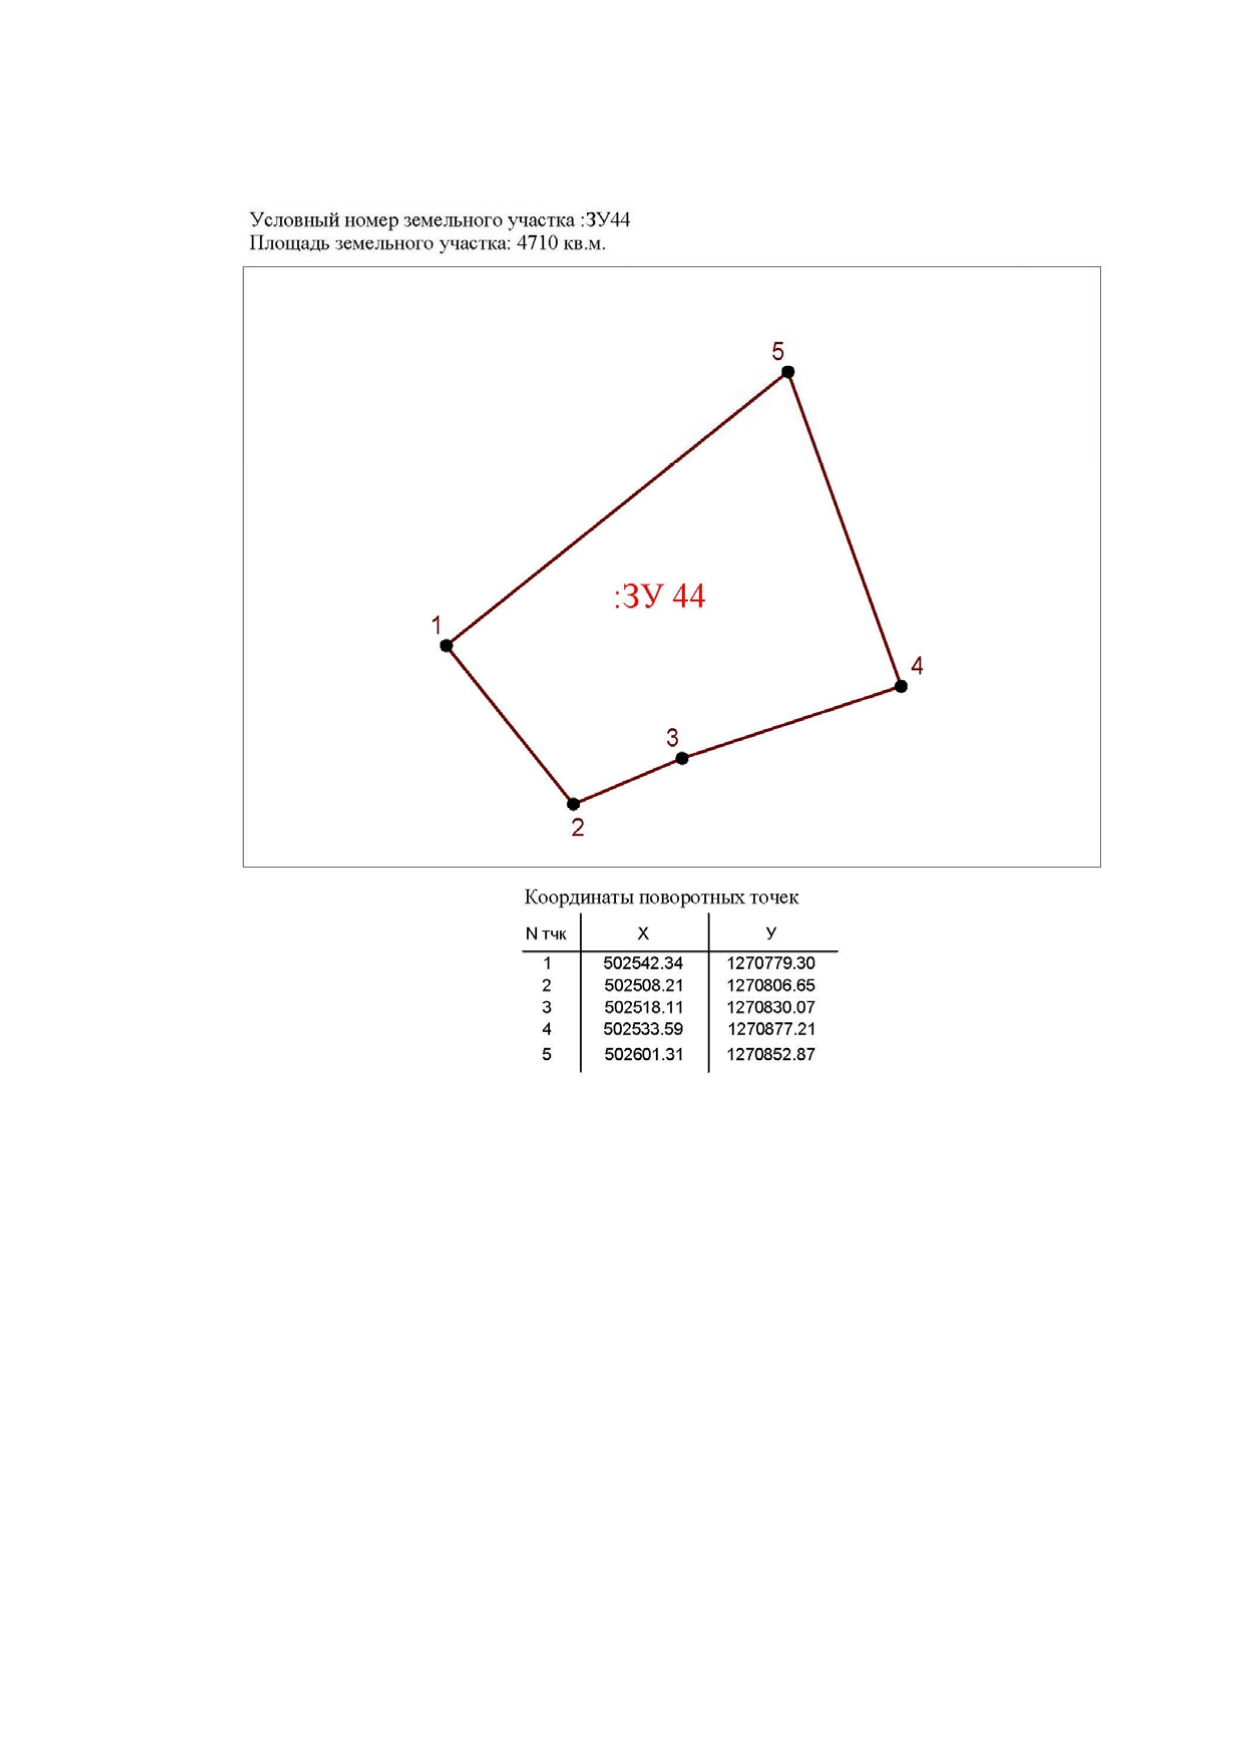 Условный номер земельного участка :ЗУ44
Площадь земельного участка: 4710 кв.м.
5
:ЗУ 44
1
4
3
2
Координаты поворотных точек
N тчк X У
1 502542.34 1270779.30
2 502508.21 1270806.65
3 502518.11 1270830.07
4 502533.59 1270877.21
5 502601.31 1270852.87